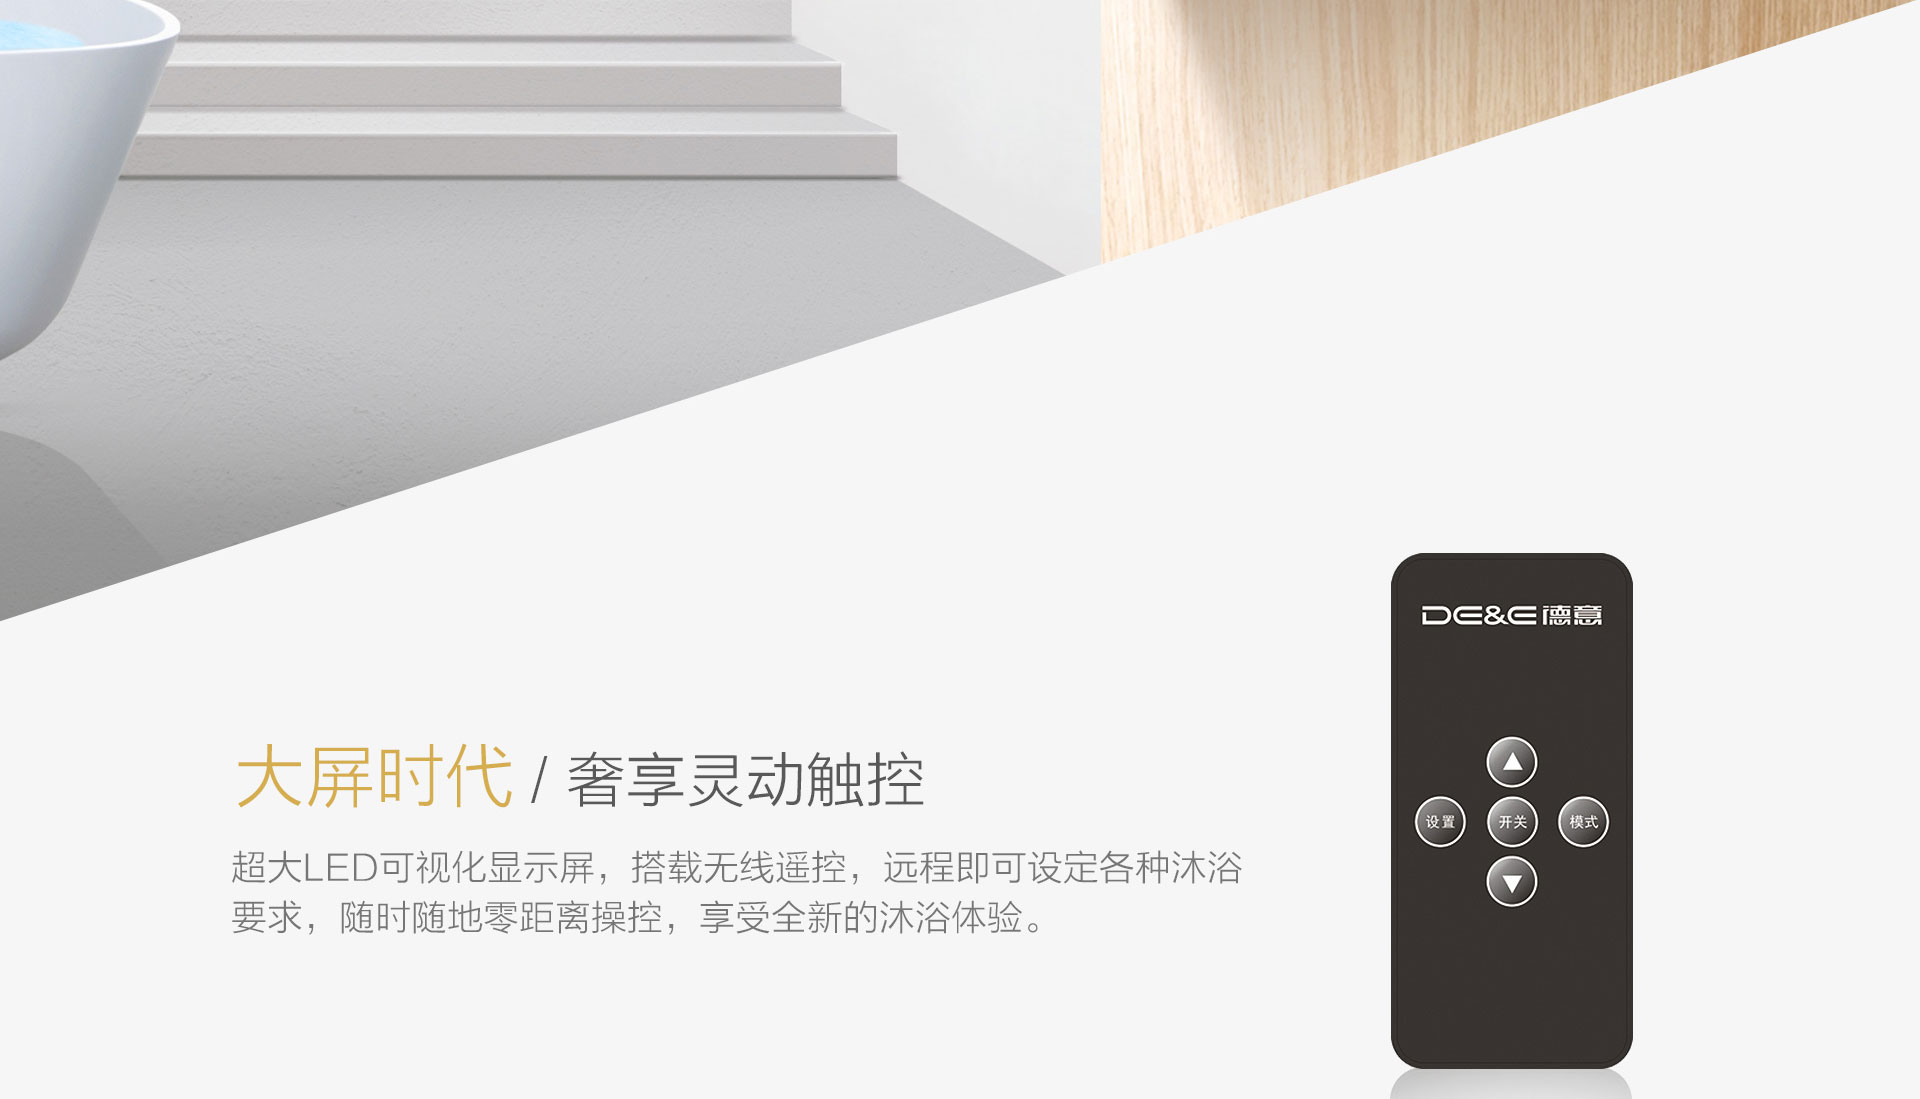 DE&E德意
大屏时代 / 奢享灵动触控
设置 开关 模式
超大LED可视化显示屏，搭载无线遥控，远程即可设定各种沐浴
要求，随时随地零距离操控，享受全新的沐浴体验。